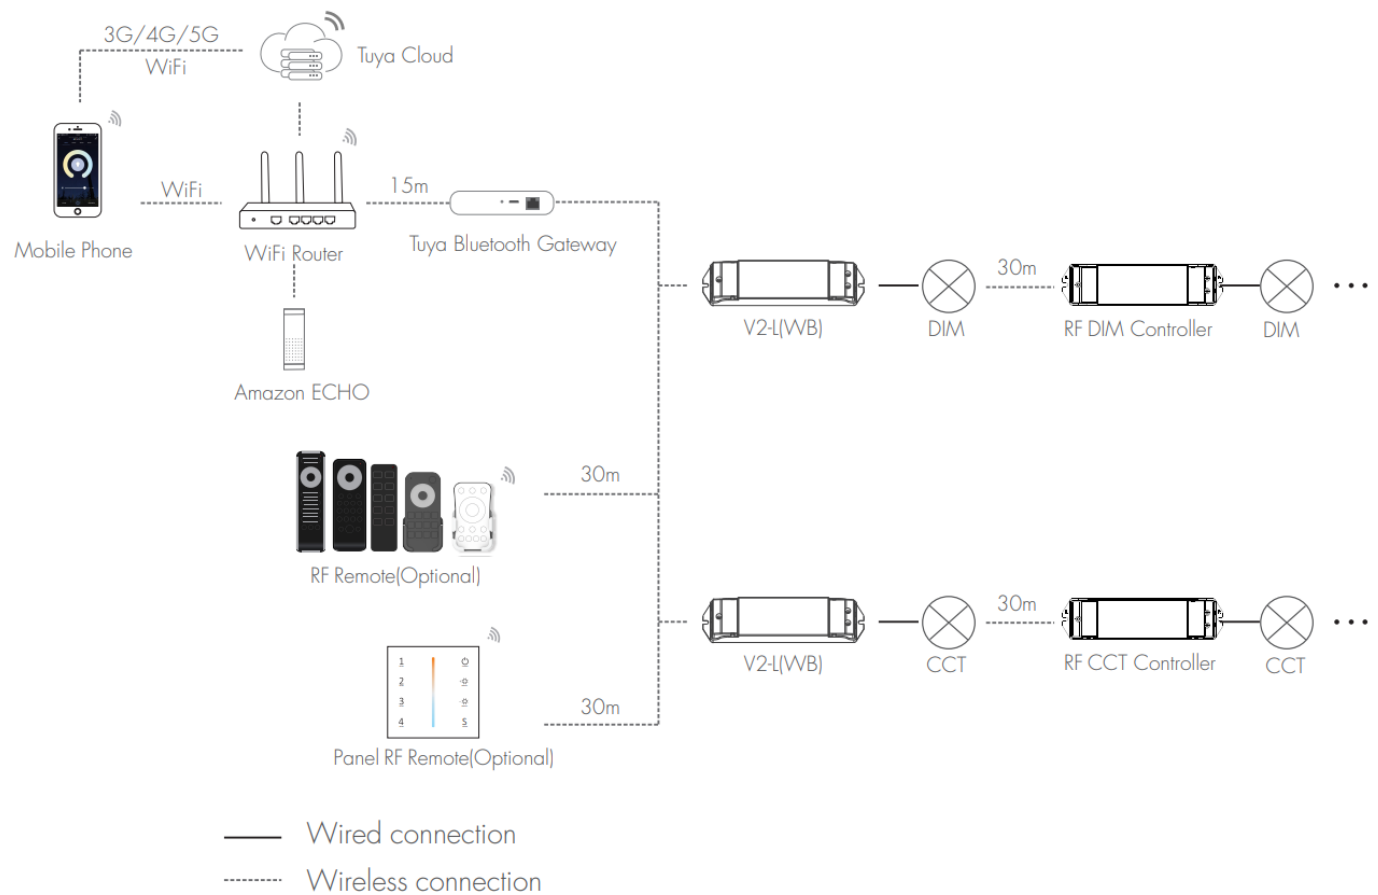 3G/4G/5G
WiFi
Tuya Cloud
WiFi
15m
Mobile Phone
WiFi Router
Tuya Bluetooth Gateway
30m
V2-L(WB)
DIM
RF DIM Controller
DIM
Amazon ECHO
30m
RF Remote(Optional)
30m
V2-L(WB)
CCT
RF CCT Controller
CCT
1
2
3
4
S
30m
Panel RF Remote(Optional)
Wired connection
Wireless connection